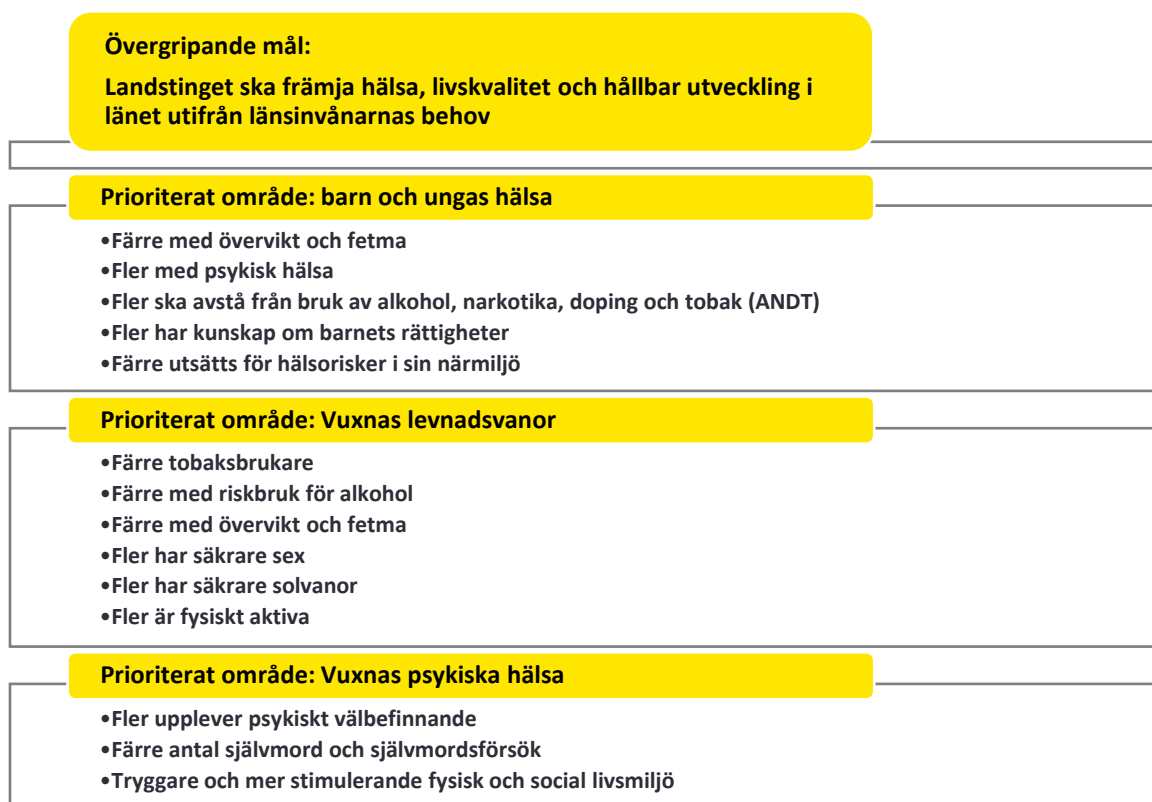 Övergripande mål:
Landstinget ska främja hälsa, livskvalitet och hållbar utveckling i
länet utifrån länsinvånarnas behov
Prioriterat område: barn och ungas hälsa
•Färre med övervikt och fetma
•Fler med psykisk hälsa
•Fler ska avstå från bruk av alkohol, narkotika, doping och tobak (ANDT)
•Fler har kunskap om barnets rättigheter
•Färre utsätts för hälsorisker i sin närmiljö
Prioriterat område: Vuxnas levnadsvanor
•Färre tobaksbrukare
•Färre med riskbruk för alkohol
•Färre med övervikt och fetma
•Fler har säkrare sex
•Fler har säkrare solvanor
•Fler är fysiskt aktiva
Prioriterat område: Vuxnas psykiska hälsa
•Fler upplever psykiskt välbefinnande
•Färre antal självmord och självmordsförsök
•Tryggare och mer stimulerande fysisk och social livsmiljö